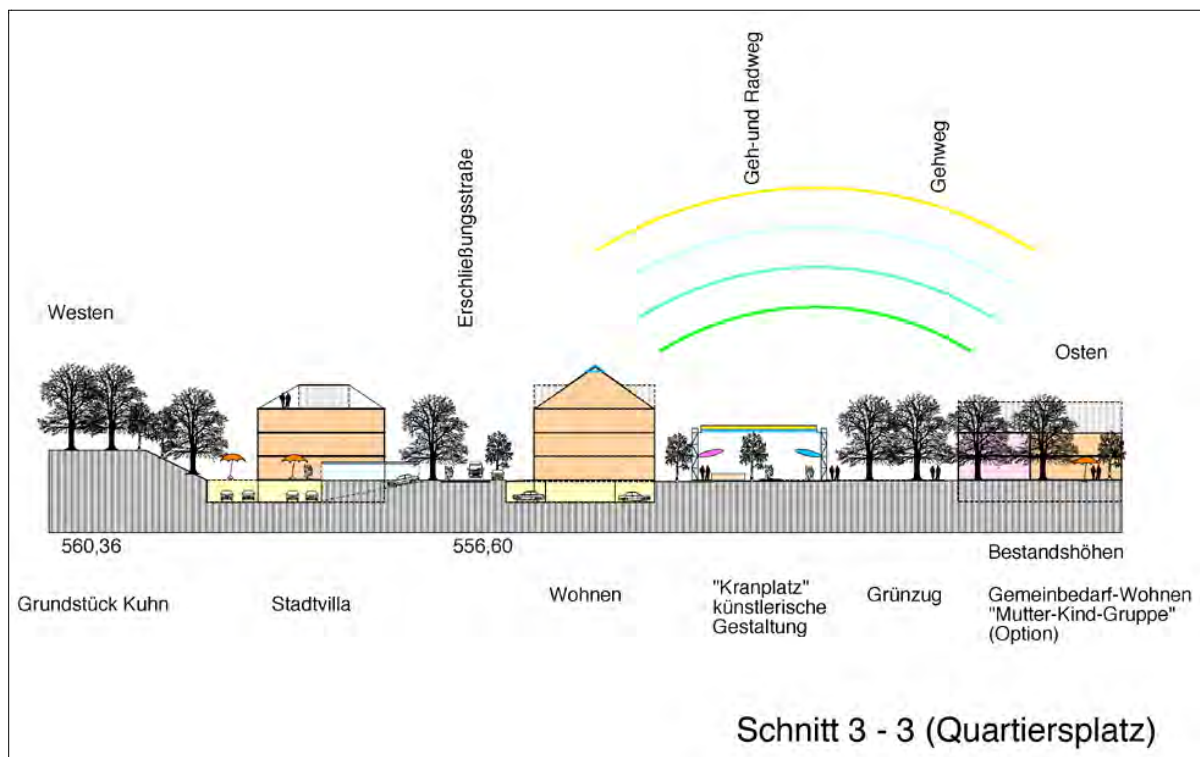 Geh-und Radweg
Gehweg
Erschließungsstraße
Westen
Osten
560,36
556,60
Bestandshöhen
Grundstück Kuhn
Stadtvilla
Wohnen
"Kranplatz"
künstlerische
Gestaltung
Grünzug
Gemeinbedarf-Wohnen
"Mutter-Kind-Gruppe"
(Option)
Schnitt 3 - 3 (Quartiersplatz)